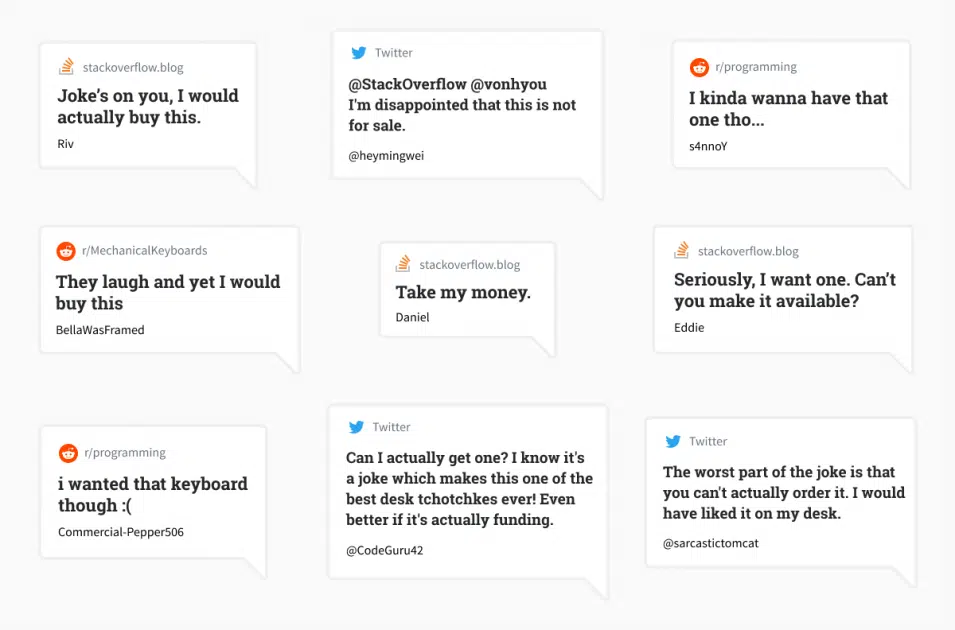 stackoverflow.blog
Joke’s on you, I would
actually buy this.
Riv
Twitter
@StackOverflow @vonhyou
I'm disappointed that this is not
for sale.
@heymingwei
r/programming
I kinda wanna have that
one tho...
s4nnoY
r/MechanicalKeyboards
They laugh and yet I would
buy this
BellaWasFramed
stackoverflow.blog
Take my money.
Daniel
stackoverflow.blog
Seriously, I want one. Can’t
you make it available?
Eddie
r/programming
i wanted that keyboard
though :(
Commercial-Pepper506
Twitter
Can I actually get one? I know it's
a joke which makes this one of the
best desk tchotchkes ever! Even
better if it's actually funding.
@CodeGuru42
Twitter
The worst part of the joke is that
you can't actually order it. I would
have liked it on my desk.
@sarcastictomcat